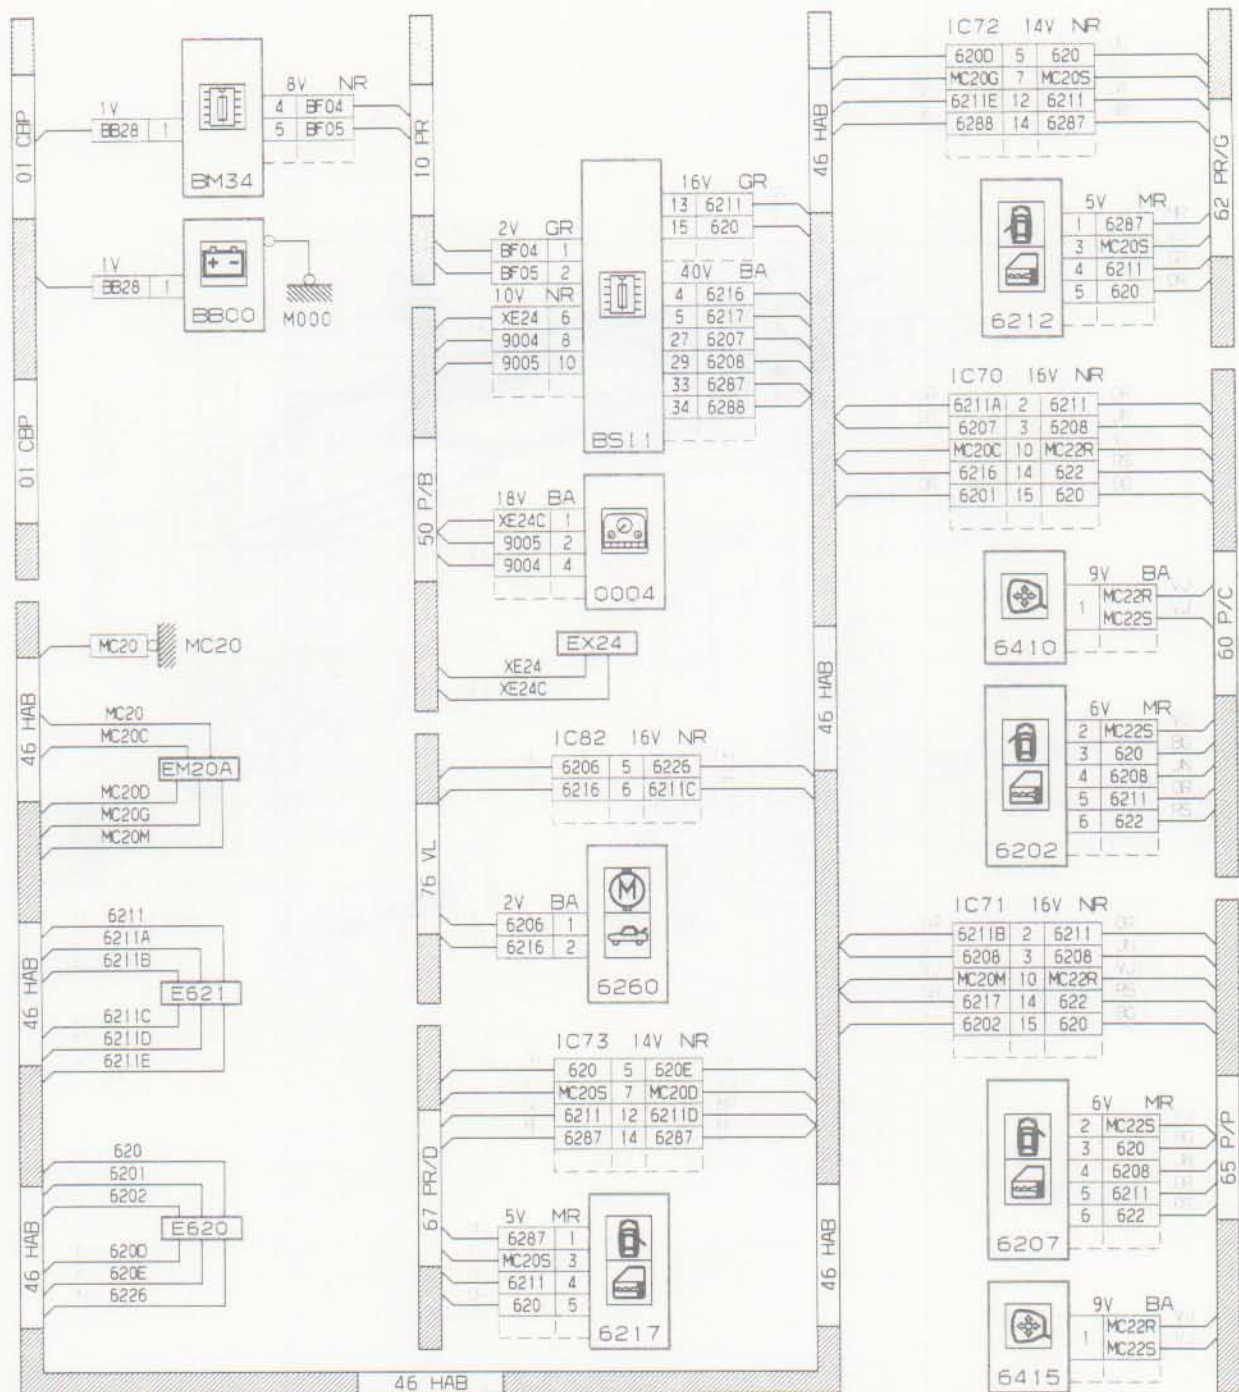 01 CBP
1V
BB28 1
BM34
8V NR
4 BF04
5 BF05
1V
BB28 1
BB00
M000
01 CBP
10 PR
2V GR
BF04 1
BF05 2
10V NR
XE24 6
9004 8
9005 10
BSI1
16V GR
13 6211
15 620
40V BA
4 6216
5 6217
27 6207
29 6208
33 6287
34 6288
50 P/B
18V BA
XE24C 1
9005 2
9004 4
0004
EX24
XE24
XE24C
46 HAB
MC20
MC20
MC20
MC20C
EM20A
MC20D
MC20G
MC20M
46 HAB
6211
6211A
6211B
E621
6211C
6211D
6211E
46 HAB
620
6201
6202
E620
620D
620E
6226
76 VL
IC82 16V NR
6206 5 6226
6216 6 6211C
2V BA
6206 1
6216 2
M
6260
67 PR/D
IC73 14V NR
620 5 620E
MC20S 7 MC20D
6211 12 6211D
6287 14 6287
5V MR
6287 1
MC20S 3
6211 4
620 5
6217
46 HAB
46 HAB
46 HAB
46 HAB
IC72 14V NR
620D 5 620
MC20G 7 MC20S
6211E 12 6211
6288 14 6287
62 PR/G
5V MR
1 6287
3 MC20S
4 6211
5 620
6212
IC70 16V NR
6211A 2 6211
6207 3 6208
MC20C 10 MC22R
6216 14 622
6201 15 620
60 P/C
9V BA
1 MC22R
MC22S
6410
6V MR
2 MC22S
3 620
4 6208
5 6211
6 622
6202
IC71 16V NR
6211B 2 6211
6208 3 6208
MC20M 10 MC22R
6217 14 622
6202 15 620
65 P/P
6V MR
2 MC22S
3 620
4 6208
5 6211
6 622
6207
9V BA
1 MC22R
MC22S
6415